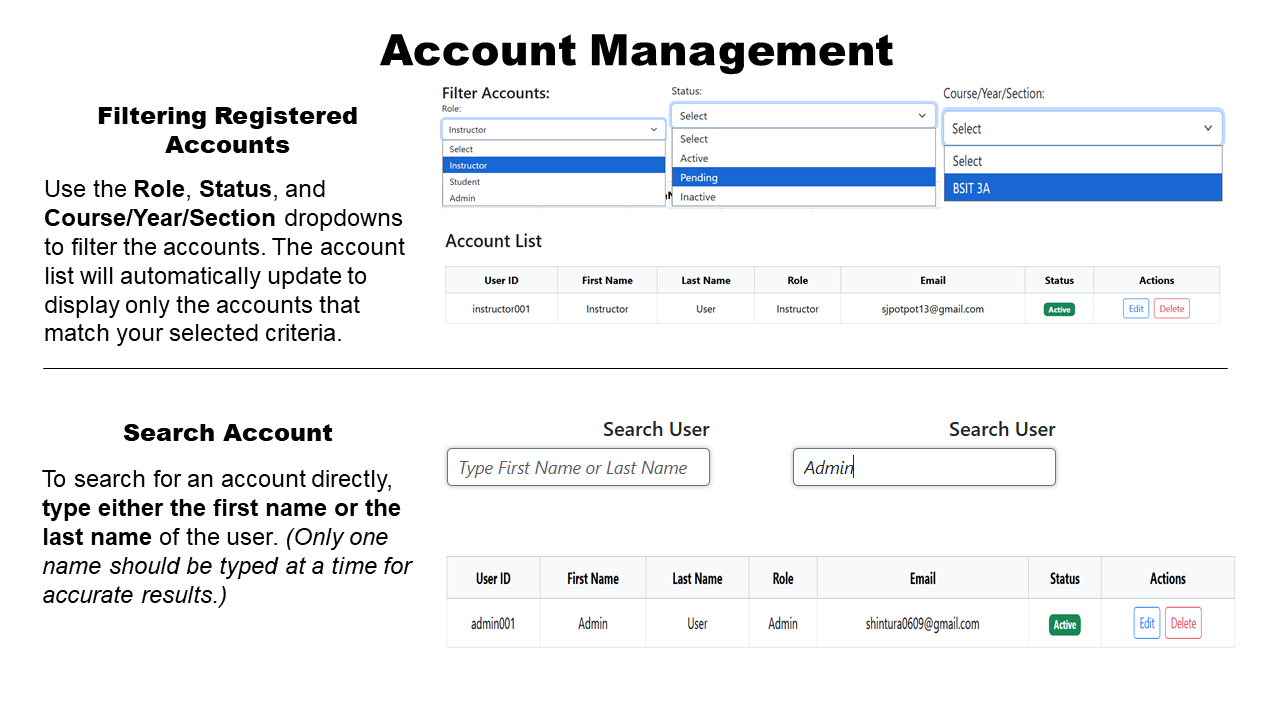 Account Management
Filtering Registered
Accounts
Use the Role, Status, and
Course/Year/Section dropdowns
to filter the accounts. The account
list will automatically update to
display only the accounts that
match your selected criteria.
Filter Accounts:
Role:
Instructor
Select
Instructor
Student
Admin
Status:
Select
Select
Active
Pending
Inactive
Course/Year/Section:
Select
Select
BSIT 3A
Account List
User ID First Name Last Name Role Email Status Actions
instructor001 Instructor User Instructor sjpotpot13@gmail.com Active Edit Delete
Search Account
To search for an account directly,
type either the first name or the
last name of the user. (Only one
name should be typed at a time for
accurate results.)
Search User
Type First Name or Last Name
Search User
Admin
User ID First Name Last Name Role Email Status Actions
admin001 Admin User Admin shintura0609@gmail.com Active Edit Delete